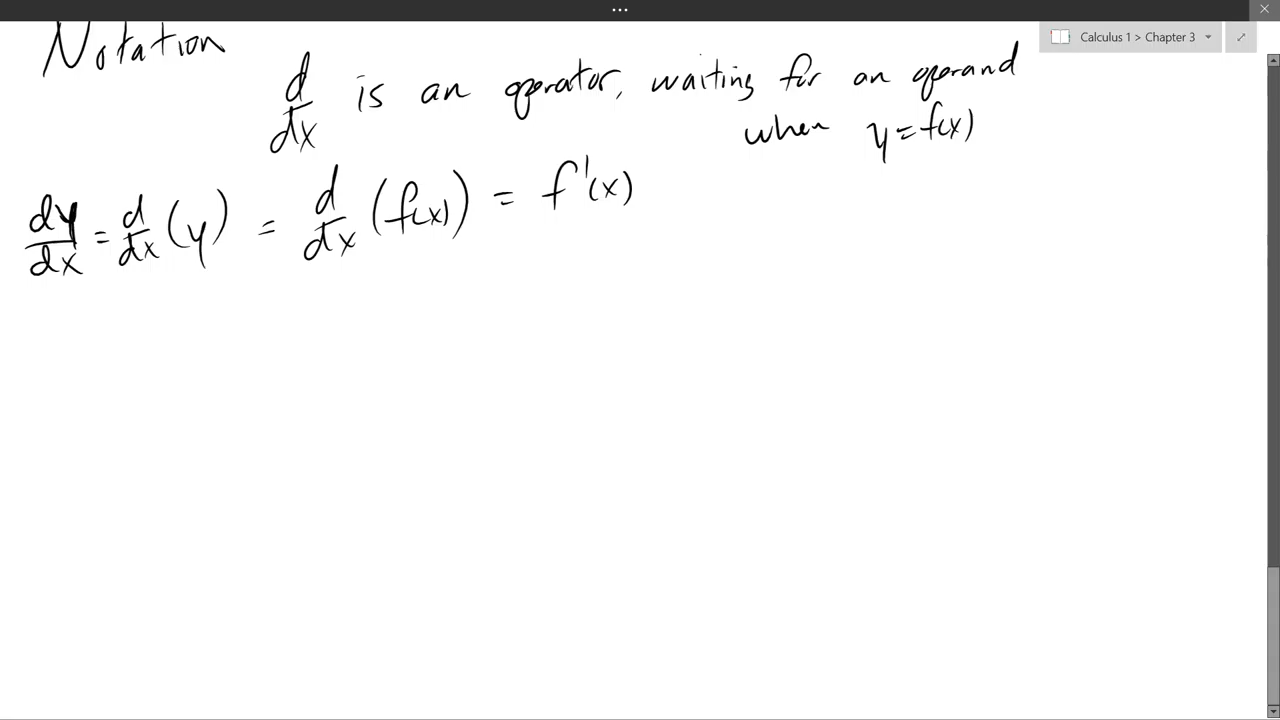 Calculus 1 > Chapter 3
Notation
d/dx is an operator, waiting for an operand
when y = f(x)
dy/dx = d/dx (y) = d/dx (f(x)) = f'(x)